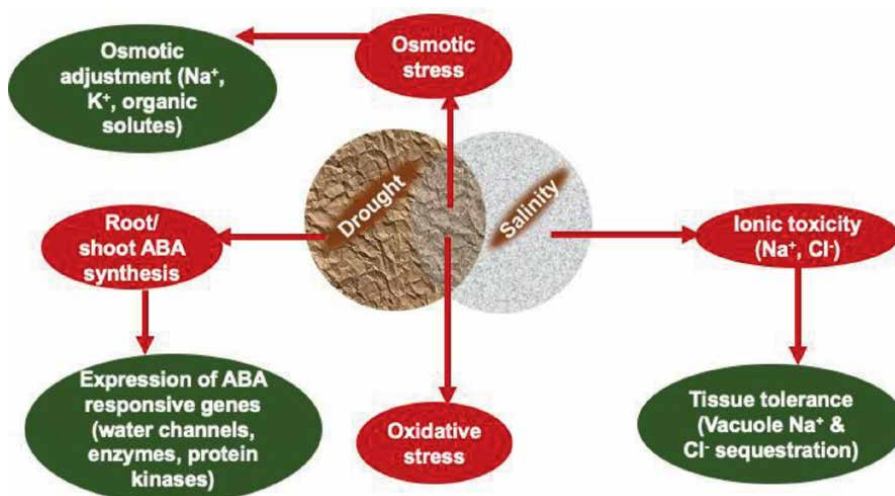 Osmotic
adjustment (Na⁺,
K⁺, organic
solutes)
Osmotic
stress
Drought
Salinity
Root/
shoot ABA
synthesis
Ionic toxicity
(Na⁺, Cl⁻)
Expression of ABA
responsive genes
(water channels,
enzymes, protein
kinases)
Oxidative
stress
Tissue tolerance
(Vacuole Na⁺ &
Cl⁻ sequestration)